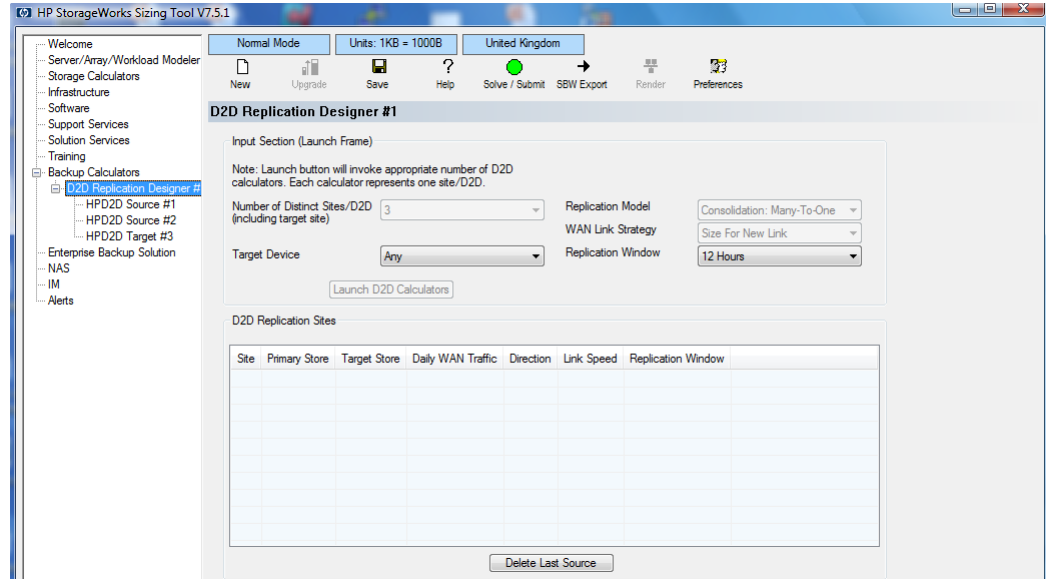 HP StorageWorks Sizing Tool V7.5.1
Welcome
Server/Array/Workload Modeler
Storage Calculators
Infrastructure
Software
Support Services
Solution Services
Training
Backup Calculators
D2D Replication Designer #
HPD2D Source #1
HPD2D Source #2
HPD2D Target #3
Enterprise Backup Solution
NAS
IM
Alerts
Normal Mode
Units: 1KB = 1000B
United Kingdom
New
Upgrade
Save
Help
Solve / Submit
SBW Export
Render
Preferences
D2D Replication Designer #1
Input Section (Launch Frame)
Note: Launch button will invoke appropriate number of D2D
calculators. Each calculator represents one site/D2D.
Number of Distinct Sites/D2D
(including target site)
3
Replication Model
Consolidation: Many-To-One
WAN Link Strategy
Size For New Link
Target Device
Any
Replication Window
12 Hours
Launch D2D Calculators
D2D Replication Sites
Site Primary Store Target Store Daily WAN Traffic Direction Link Speed Replication Window
Delete Last Source